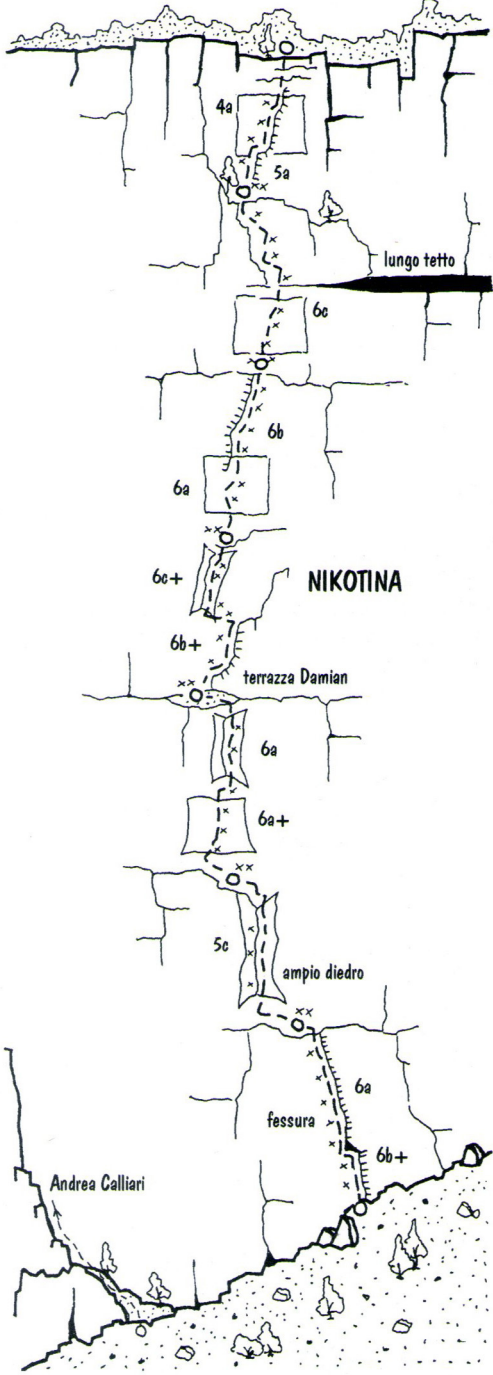 4a
5a
lungo tetto
6c
6b
6a
6c+
NIKOTINA
6b+
terrazza Damian
6a
6a+
5c
ampio diedro
6a
fessura
6b+
Andrea Calliari